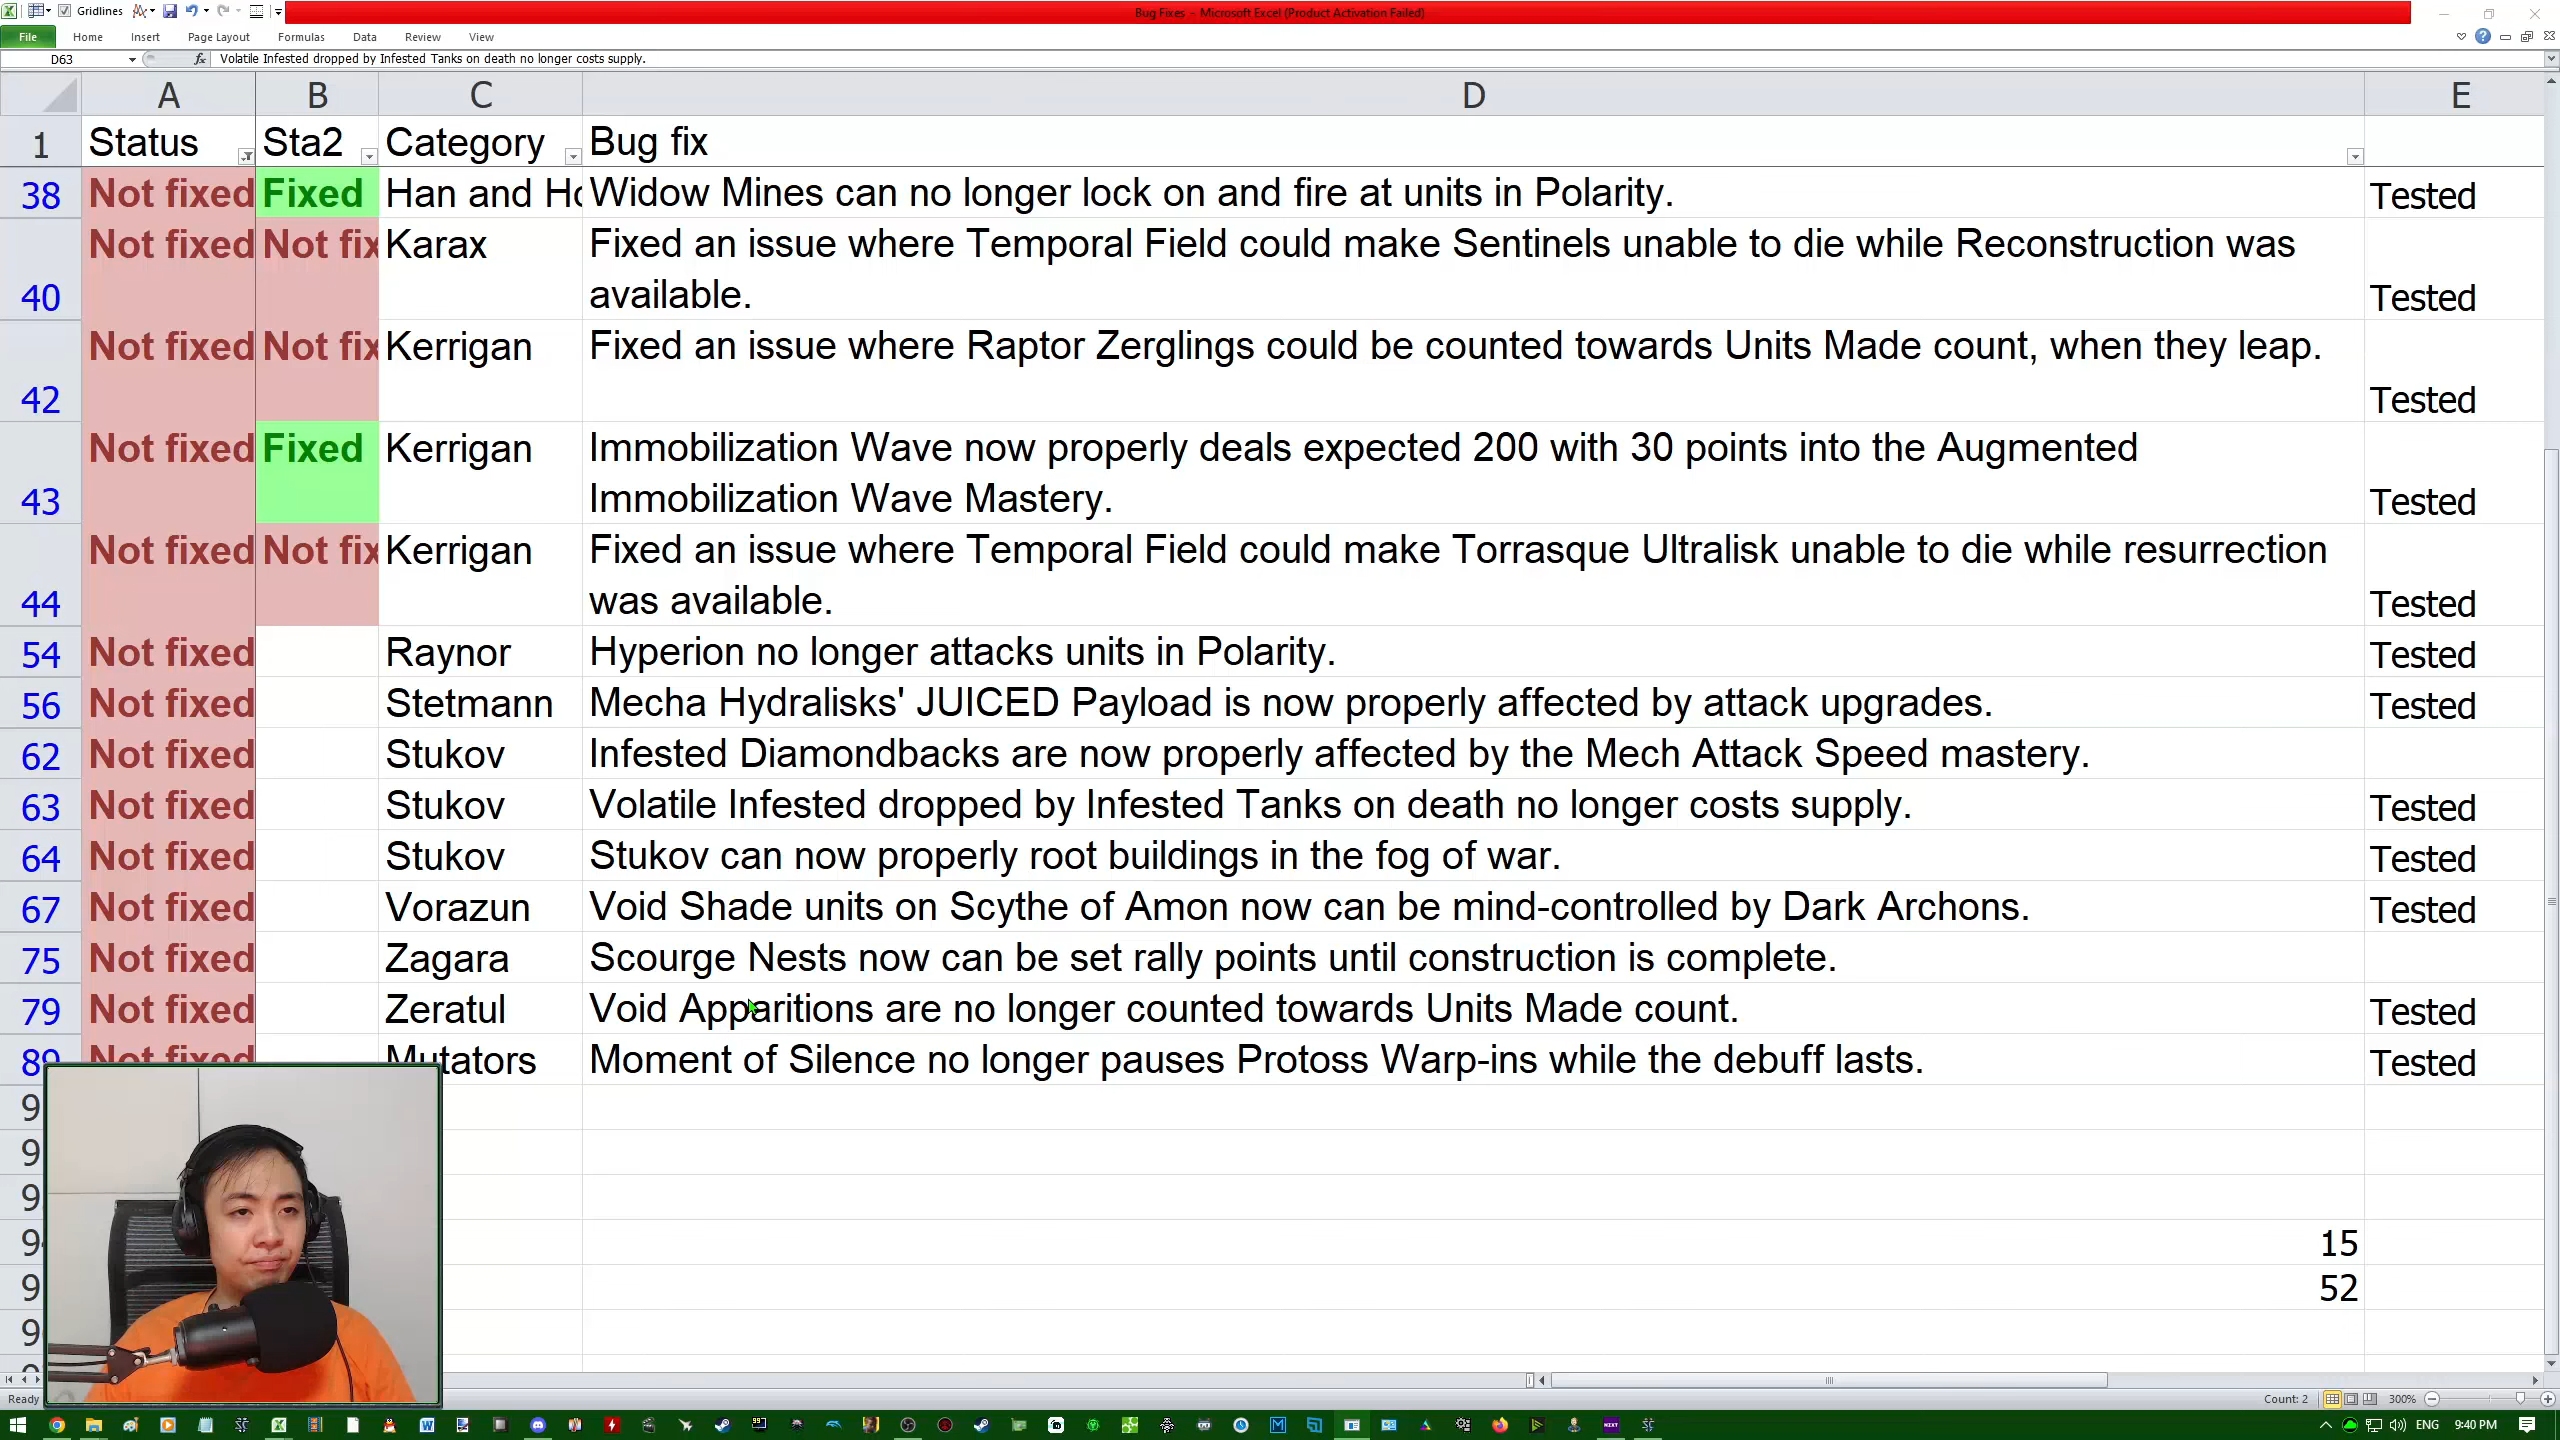 Gridlines
Bug Fixes - Microsoft Excel (Product Activation Failed)
File Home Insert Page Layout Formulas Data Review View
D63 fx Volatile Infested dropped by Infested Tanks on death no longer costs supply.
A B C D E
1 Status Sta2 Category Bug fix
38 Not fixed Fixed Han and Ho Widow Mines can no longer lock on and fire at units in Polarity. Tested
40 Not fixed Not fix Karax Fixed an issue where Temporal Field could make Sentinels unable to die while Reconstruction was
available. Tested
42 Not fixed Not fix Kerrigan Fixed an issue where Raptor Zerglings could be counted towards Units Made count, when they leap. Tested
43 Not fixed Fixed Kerrigan Immobilization Wave now properly deals expected 200 with 30 points into the Augmented
Immobilization Wave Mastery. Tested
44 Not fixed Not fix Kerrigan Fixed an issue where Temporal Field could make Torrasque Ultralisk unable to die while resurrection
was available. Tested
54 Not fixed Raynor Hyperion no longer attacks units in Polarity. Tested
56 Not fixed Stetmann Mecha Hydralisks' JUICED Payload is now properly affected by attack upgrades. Tested
62 Not fixed Stukov Infested Diamondbacks are now properly affected by the Mech Attack Speed mastery.
63 Not fixed Stukov Volatile Infested dropped by Infested Tanks on death no longer costs supply. Tested
64 Not fixed Stukov Stukov can now properly root buildings in the fog of war. Tested
67 Not fixed Vorazun Void Shade units on Scythe of Amon now can be mind-controlled by Dark Archons. Tested
75 Not fixed Zagara Scourge Nests now can be set rally points until construction is complete.
79 Not fixed Zeratul Void Apparitions are no longer counted towards Units Made count. Tested
89 Not fixed Mutators Moment of Silence no longer pauses Protoss Warp-ins while the debuff lasts. Tested
9
9
9
9 15
9 52
9
Ready Count: 2 300%
ENG 9:40 PM